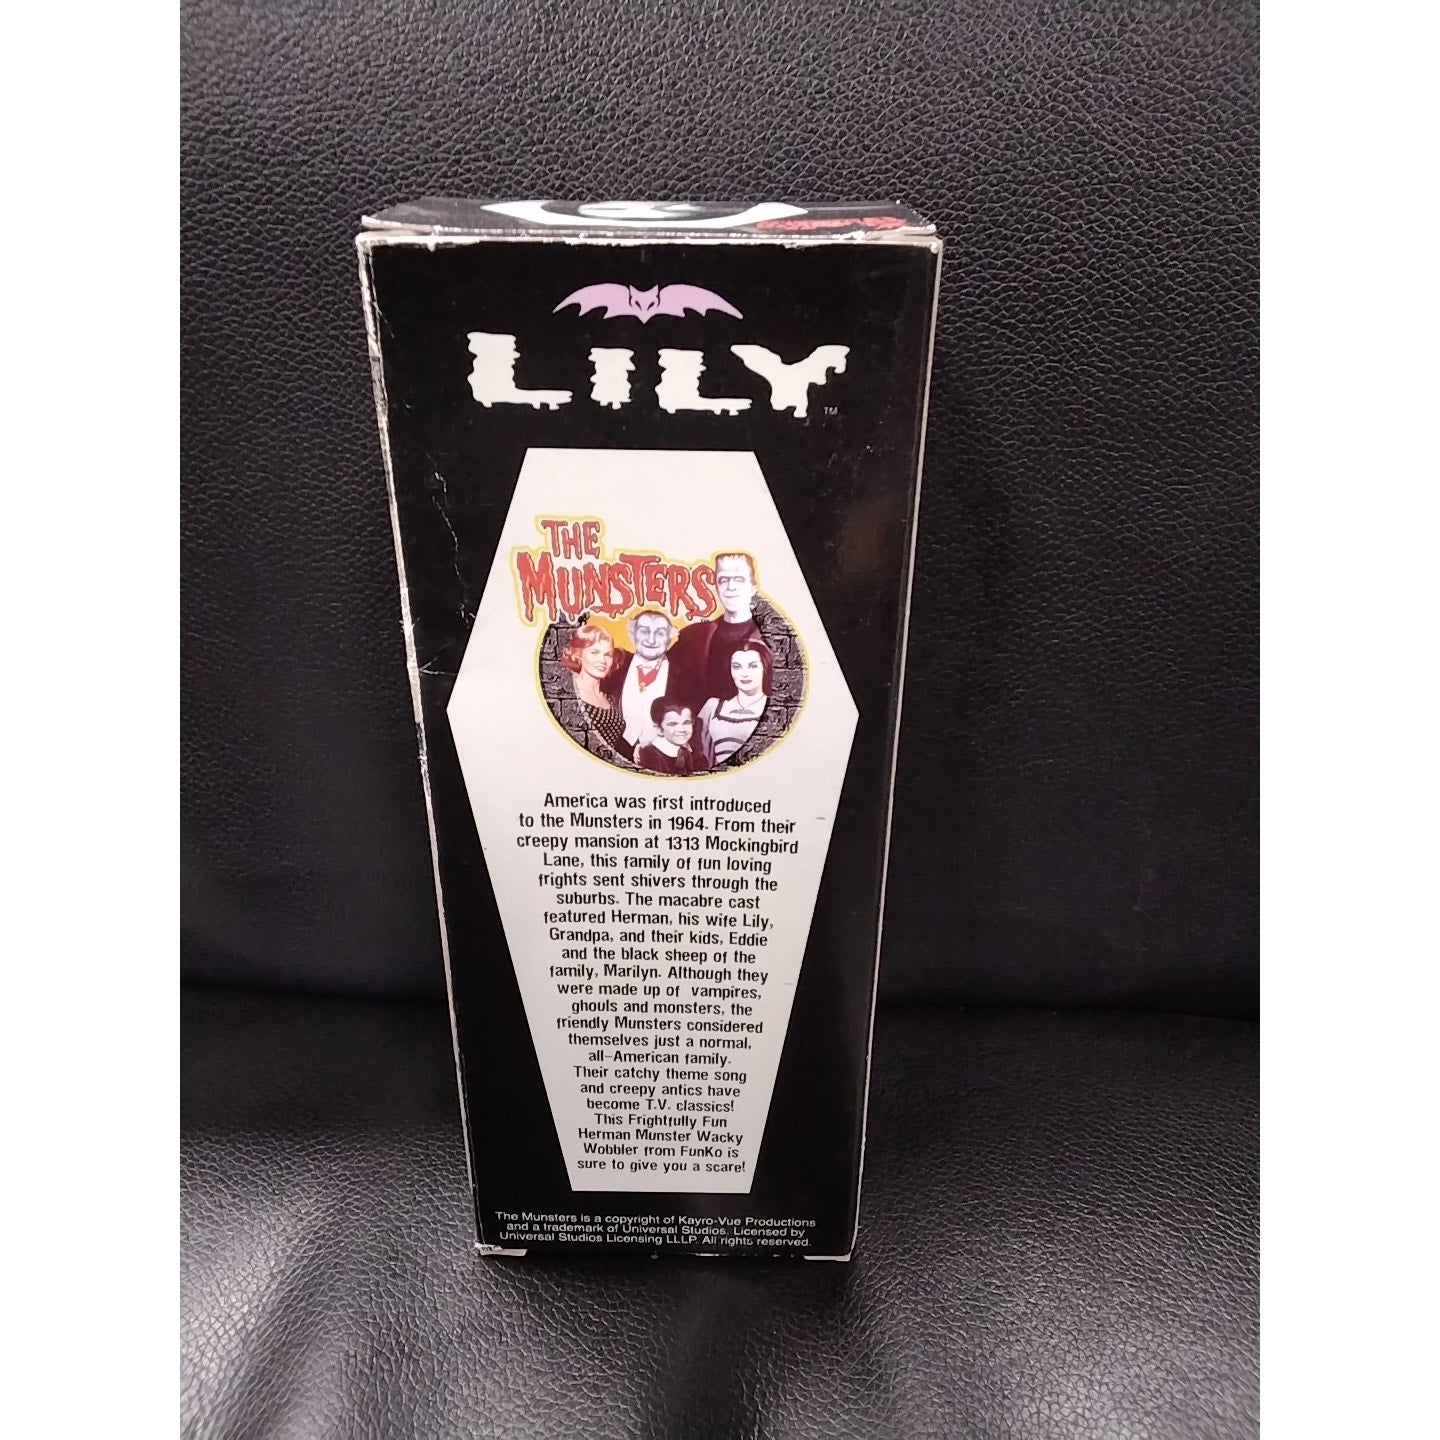 LILY
TM
THE
MUNSTERS
America was first introduced
to the Munsters in 1964. From their
creepy mansion at 1313 Mockingbird
Lane, this family of fun loving
frights sent shivers through the
suburbs. The macabre cast
featured Herman, his wife Lily,
Grandpa, and their kids, Eddie
and the black sheep of the
family, Marilyn. Although they
were made up of vampires,
ghouls and monsters, the
friendly Munsters considered
themselves just a normal,
all-American family.
Their catchy theme song
and creepy antics have
become T.V. classics!
This Frightfully Fun
Herman Munster Wacky
Wobbler from FunKo is
sure to give you a scare!
The Munsters is a copyright of Kayro-Vue Productions
and a trademark of Universal Studios. Licensed by
Universal Studios Licensing LLLP. All rights reserved.